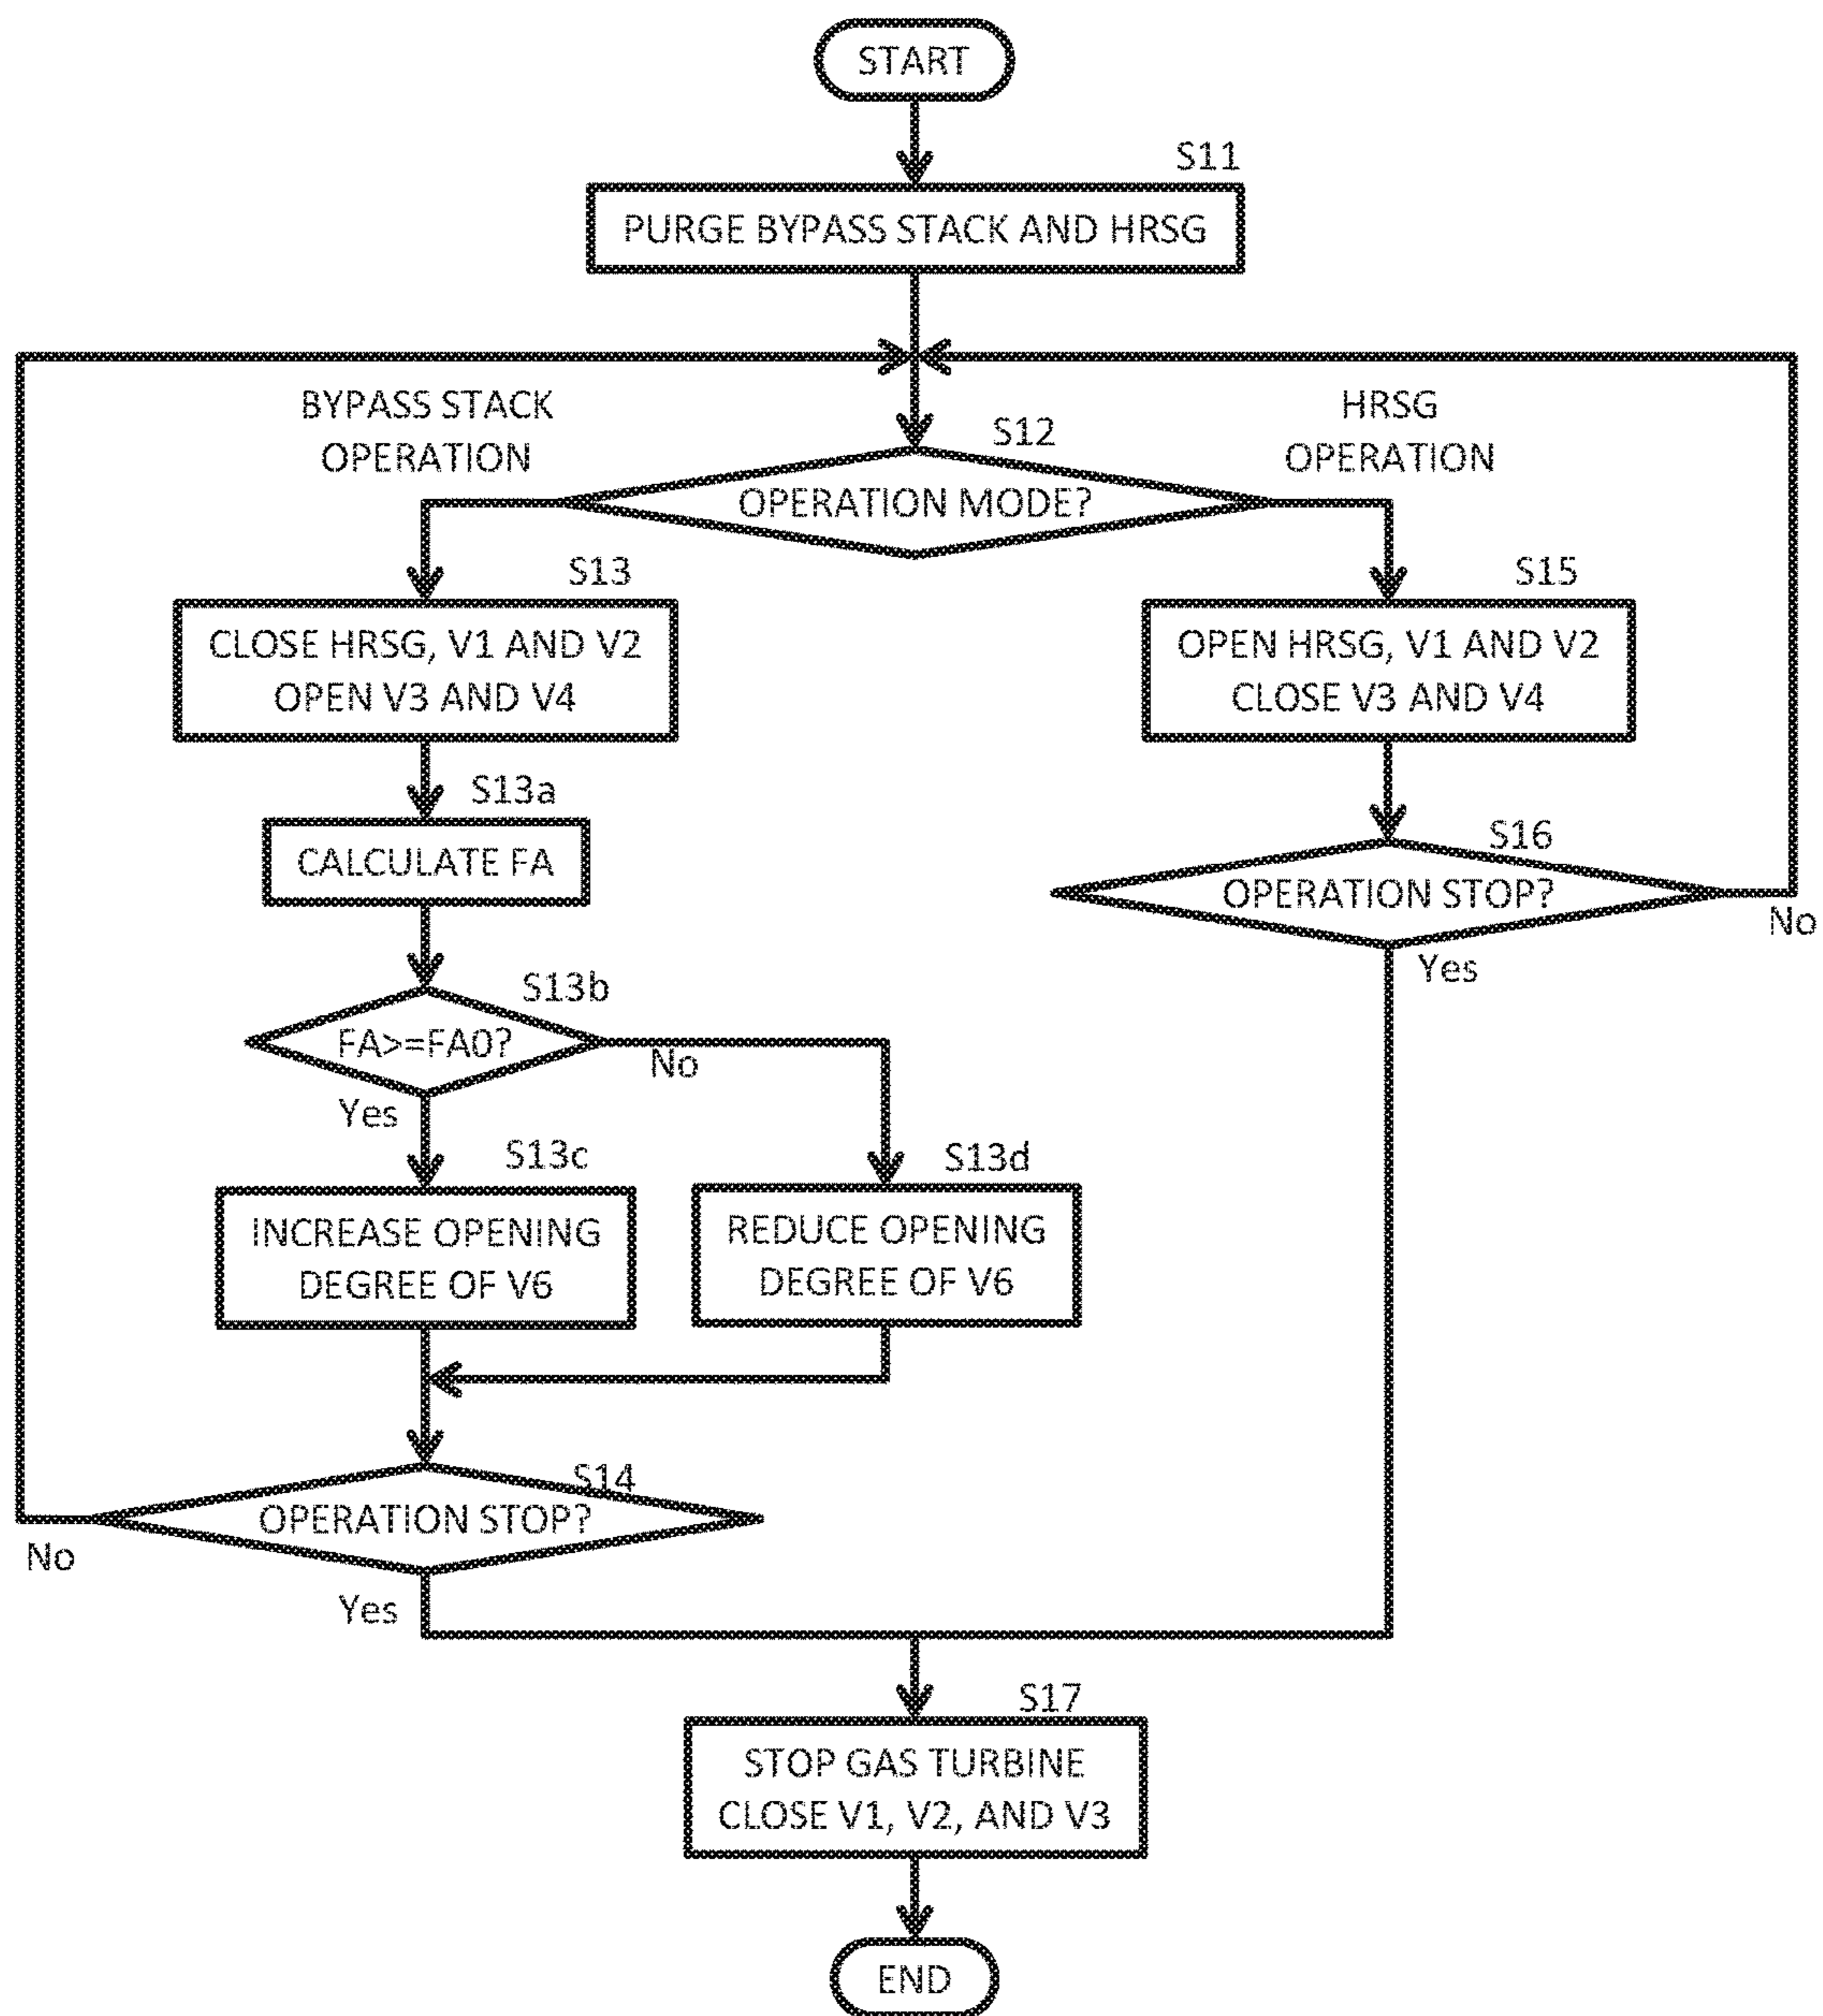 START
S11
PURGE BYPASS STACK AND HRSG
BYPASS STACK
OPERATION
HRSG
OPERATION
S12
OPERATION MODE?
S13
CLOSE HRSG, V1 AND V2
OPEN V3 AND V4
S15
OPEN HRSG, V1 AND V2
CLOSE V3 AND V4
S13a
CALCULATE FA
S16
OPERATION STOP?
No
Yes
S13b
FA>=FA0?
No
Yes
S13c
INCREASE OPENING
DEGREE OF V6
S13d
REDUCE OPENING
DEGREE OF V6
S14
OPERATION STOP?
No
Yes
S17
STOP GAS TURBINE
CLOSE V1, V2, AND V3
END